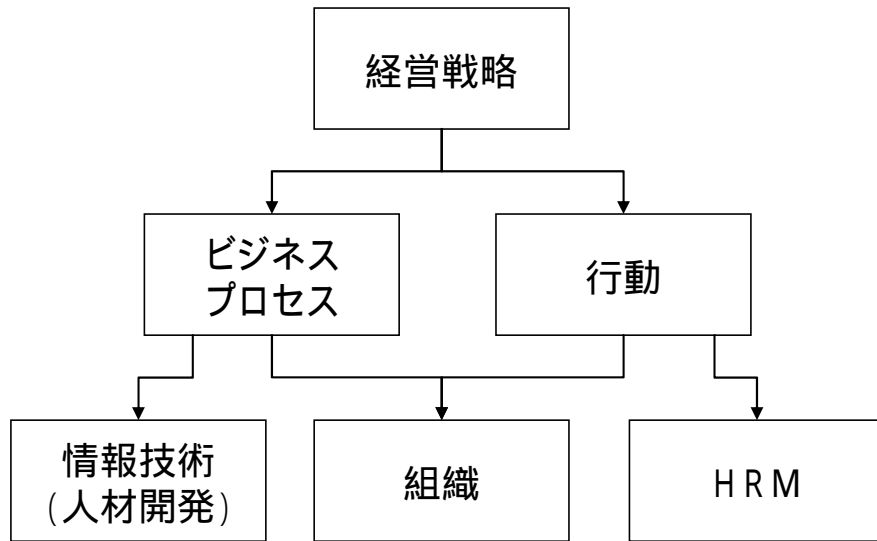 経営戦略
ビジネス
プロセス
行動
情報技術
(人材開発)
組織
ＨＲＭ